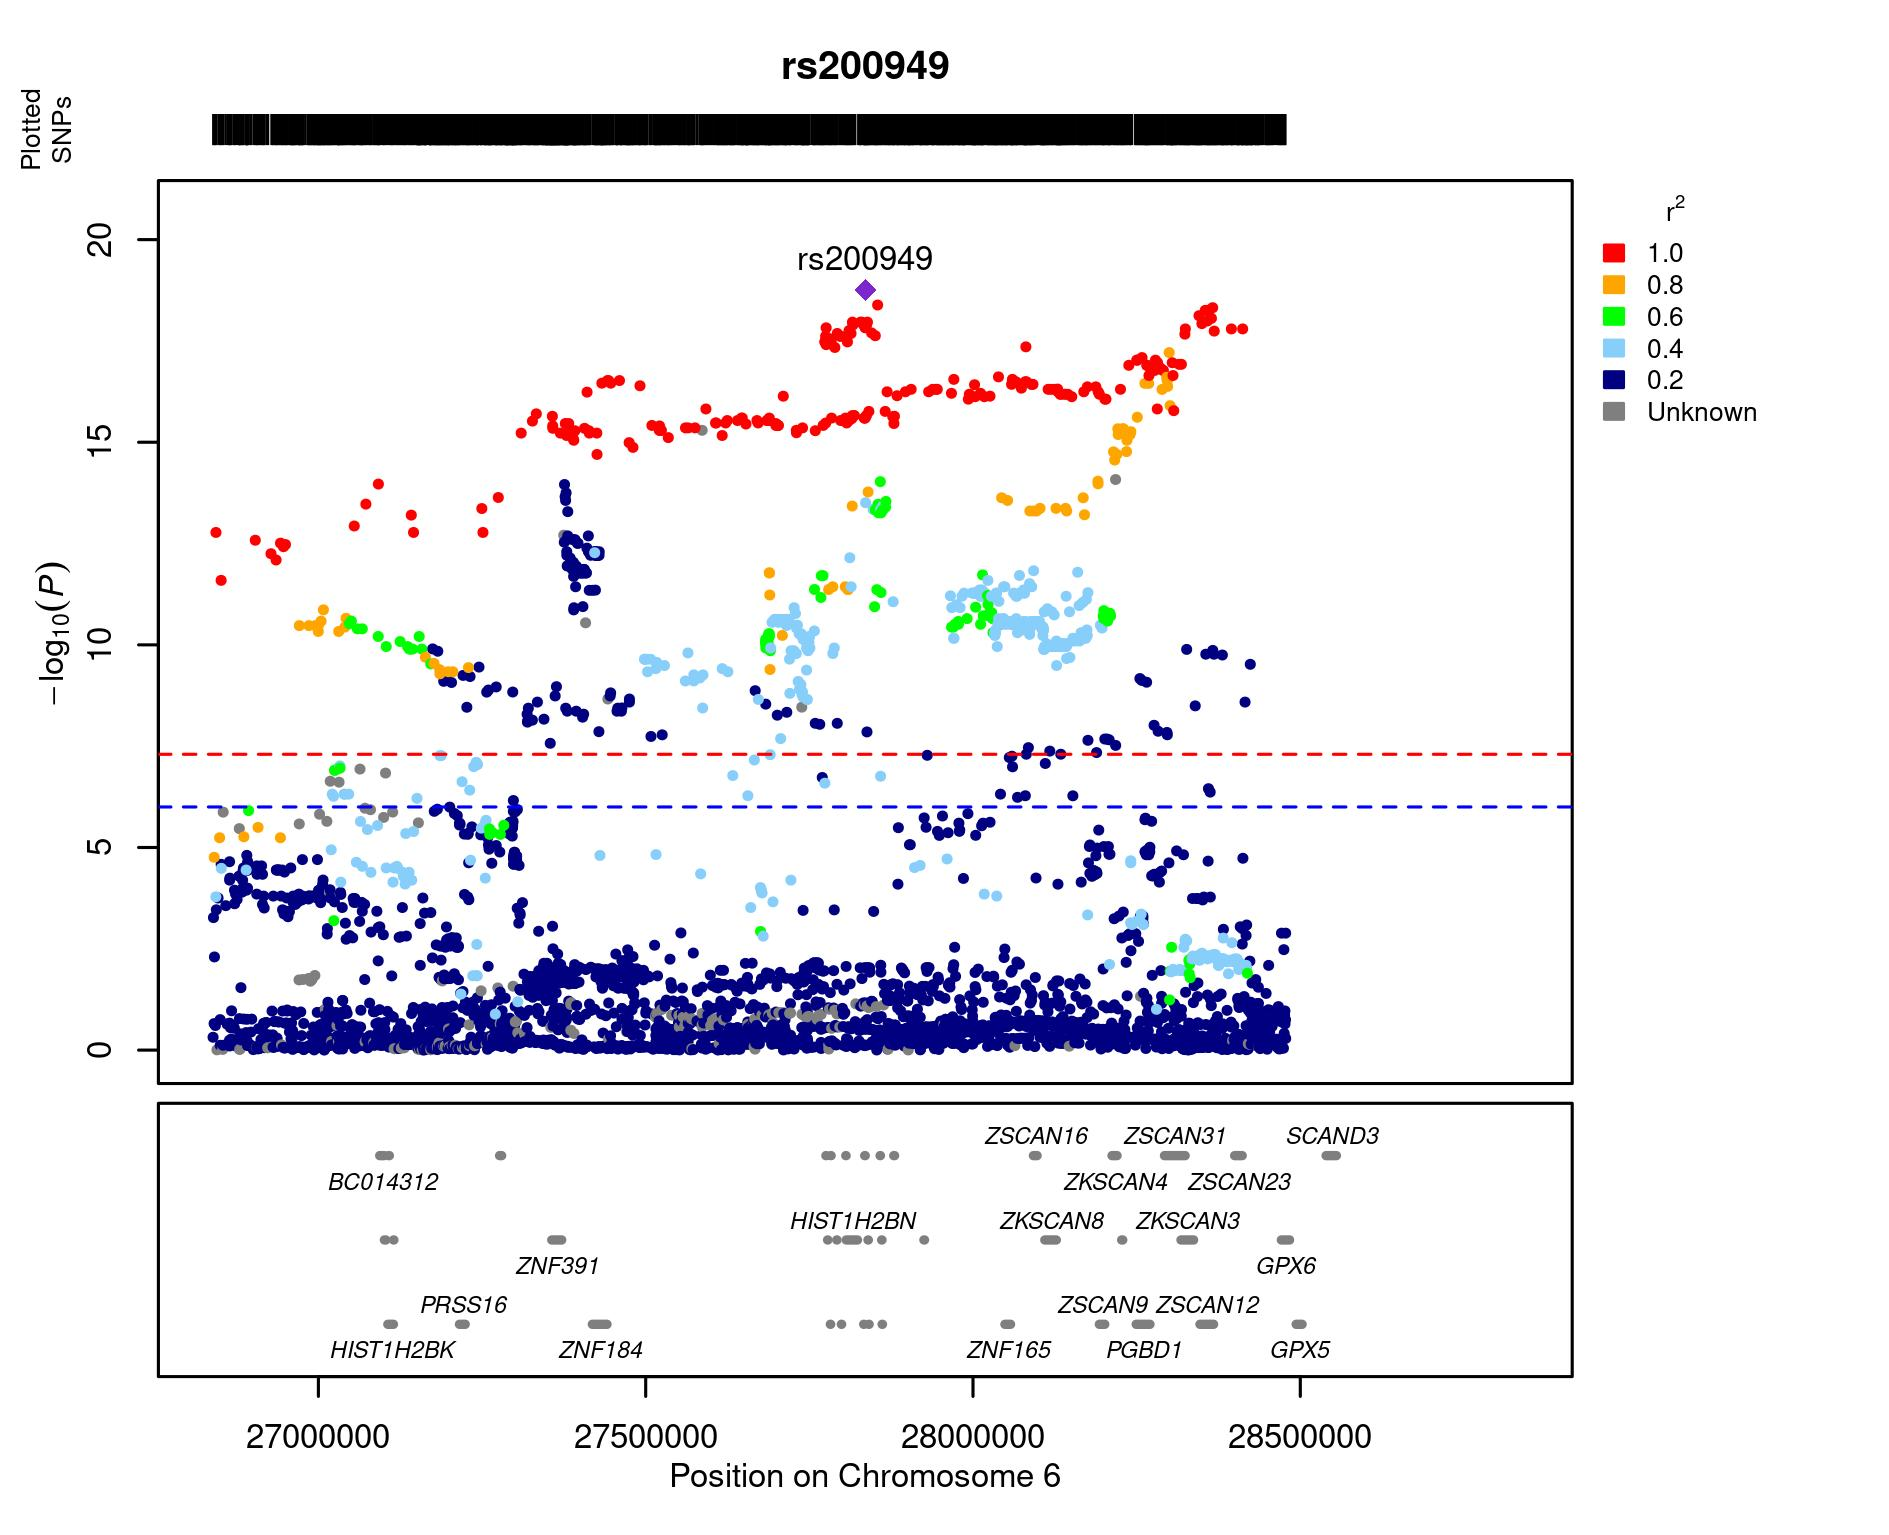 rs200949
Plotted
SNPs
rs200949
r2
1.0
0.8
0.6
0.4
0.2
Unknown
20
15
10
5
0
−log10(P)
ZSCAN16 ZSCAN31 SCAND3
BC014312 ZKSCAN4 ZSCAN23
HIST1H2BN ZKSCAN8 ZKSCAN3
ZNF391 GPX6
PRSS16 ZSCAN9 ZSCAN12
HIST1H2BK ZNF184 ZNF165 PGBD1 GPX5
27000000 27500000 28000000 28500000
Position on Chromosome 6